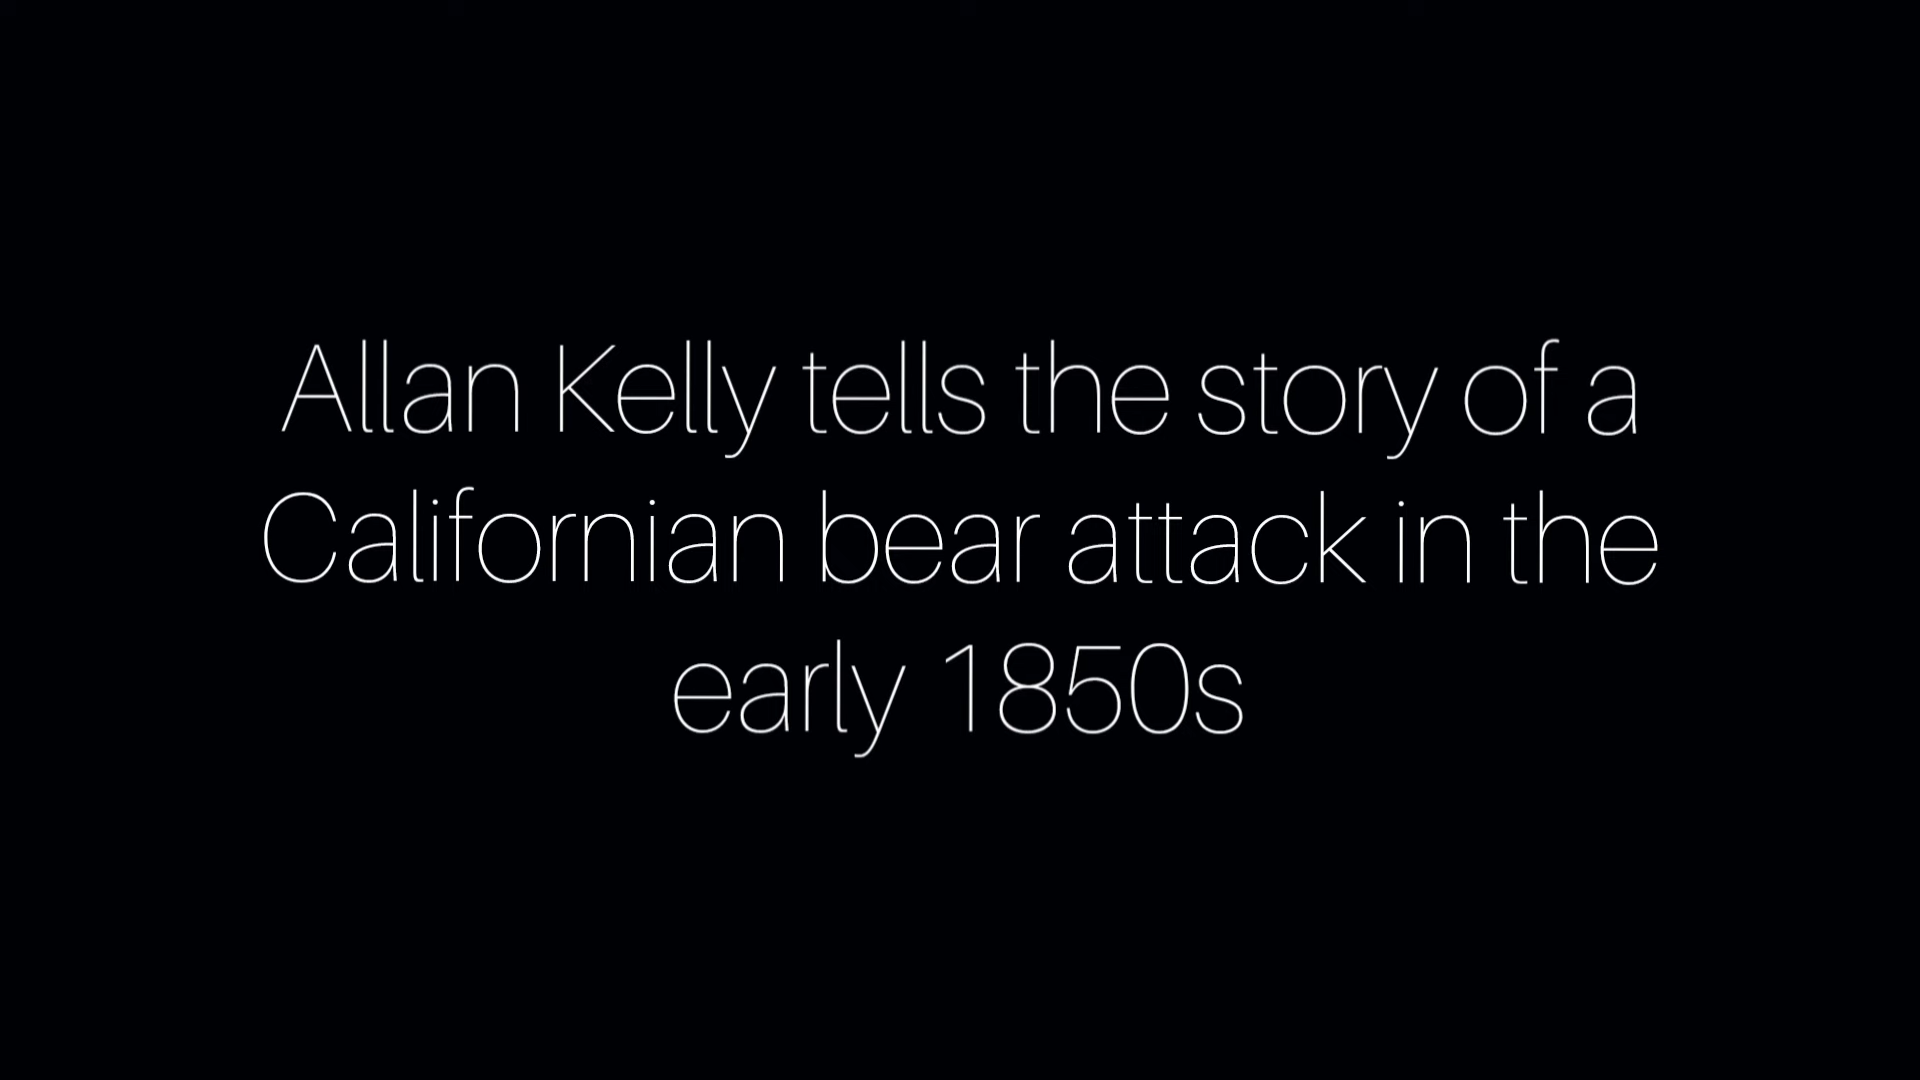 Allan Kelly tells the story of a
Californian bear attack in the
early 1850s